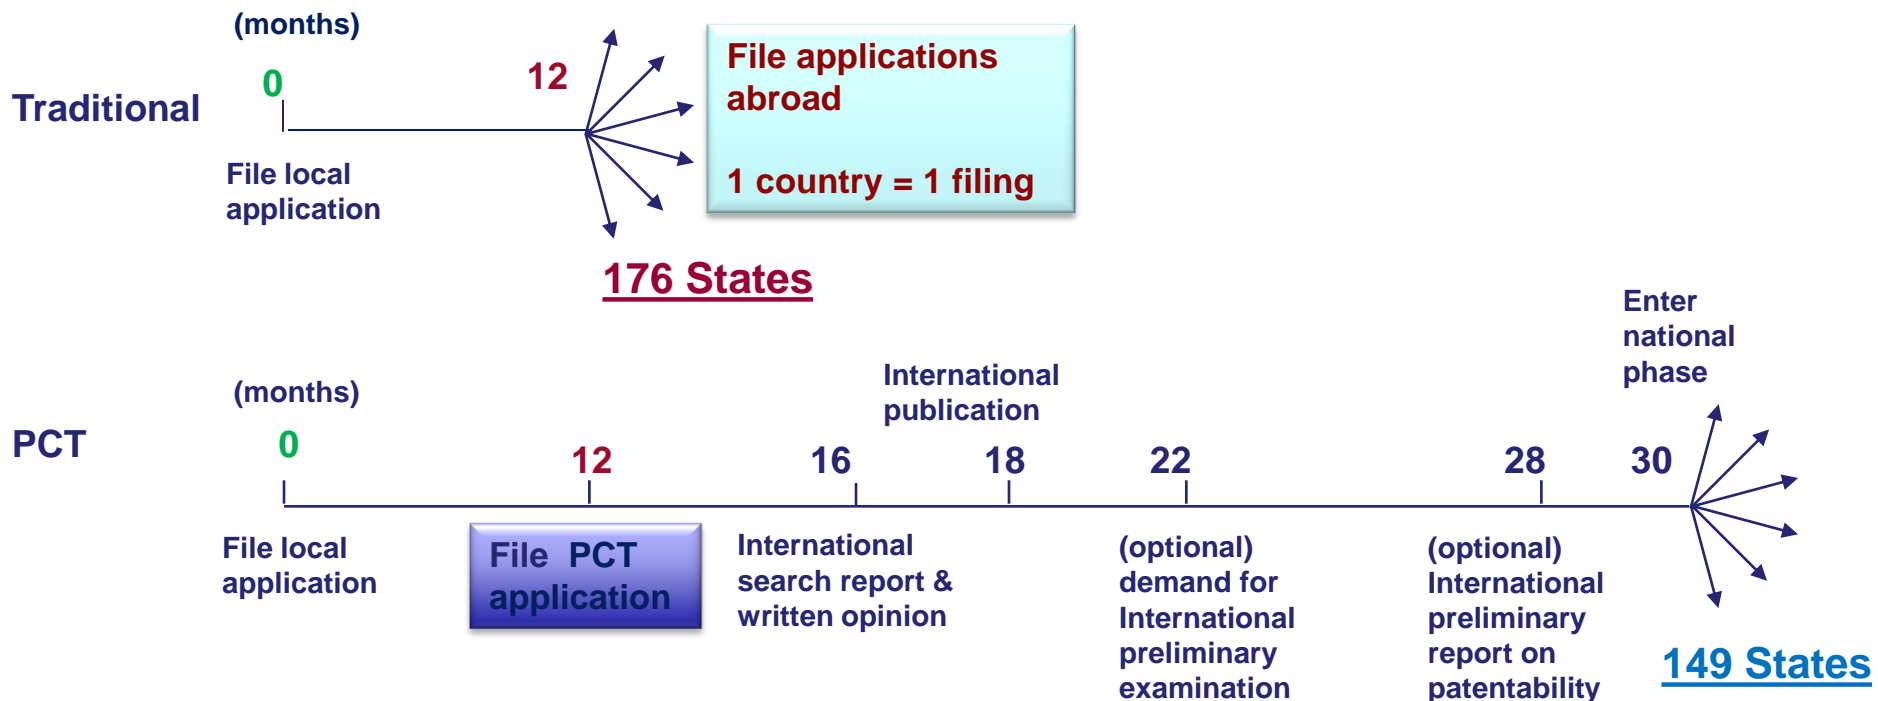 (months)
0
12
Traditional
File local
application
File applications
abroad
1 country = 1 filing
176 States
Enter
national
phase
(months)
International
publication
PCT
0
12
16
18
22
28
30
File local
application
File PCT
application
International
search report &
written opinion
(optional)
demand for
International
preliminary
examination
(optional)
International
preliminary
report on
patentability
149 States